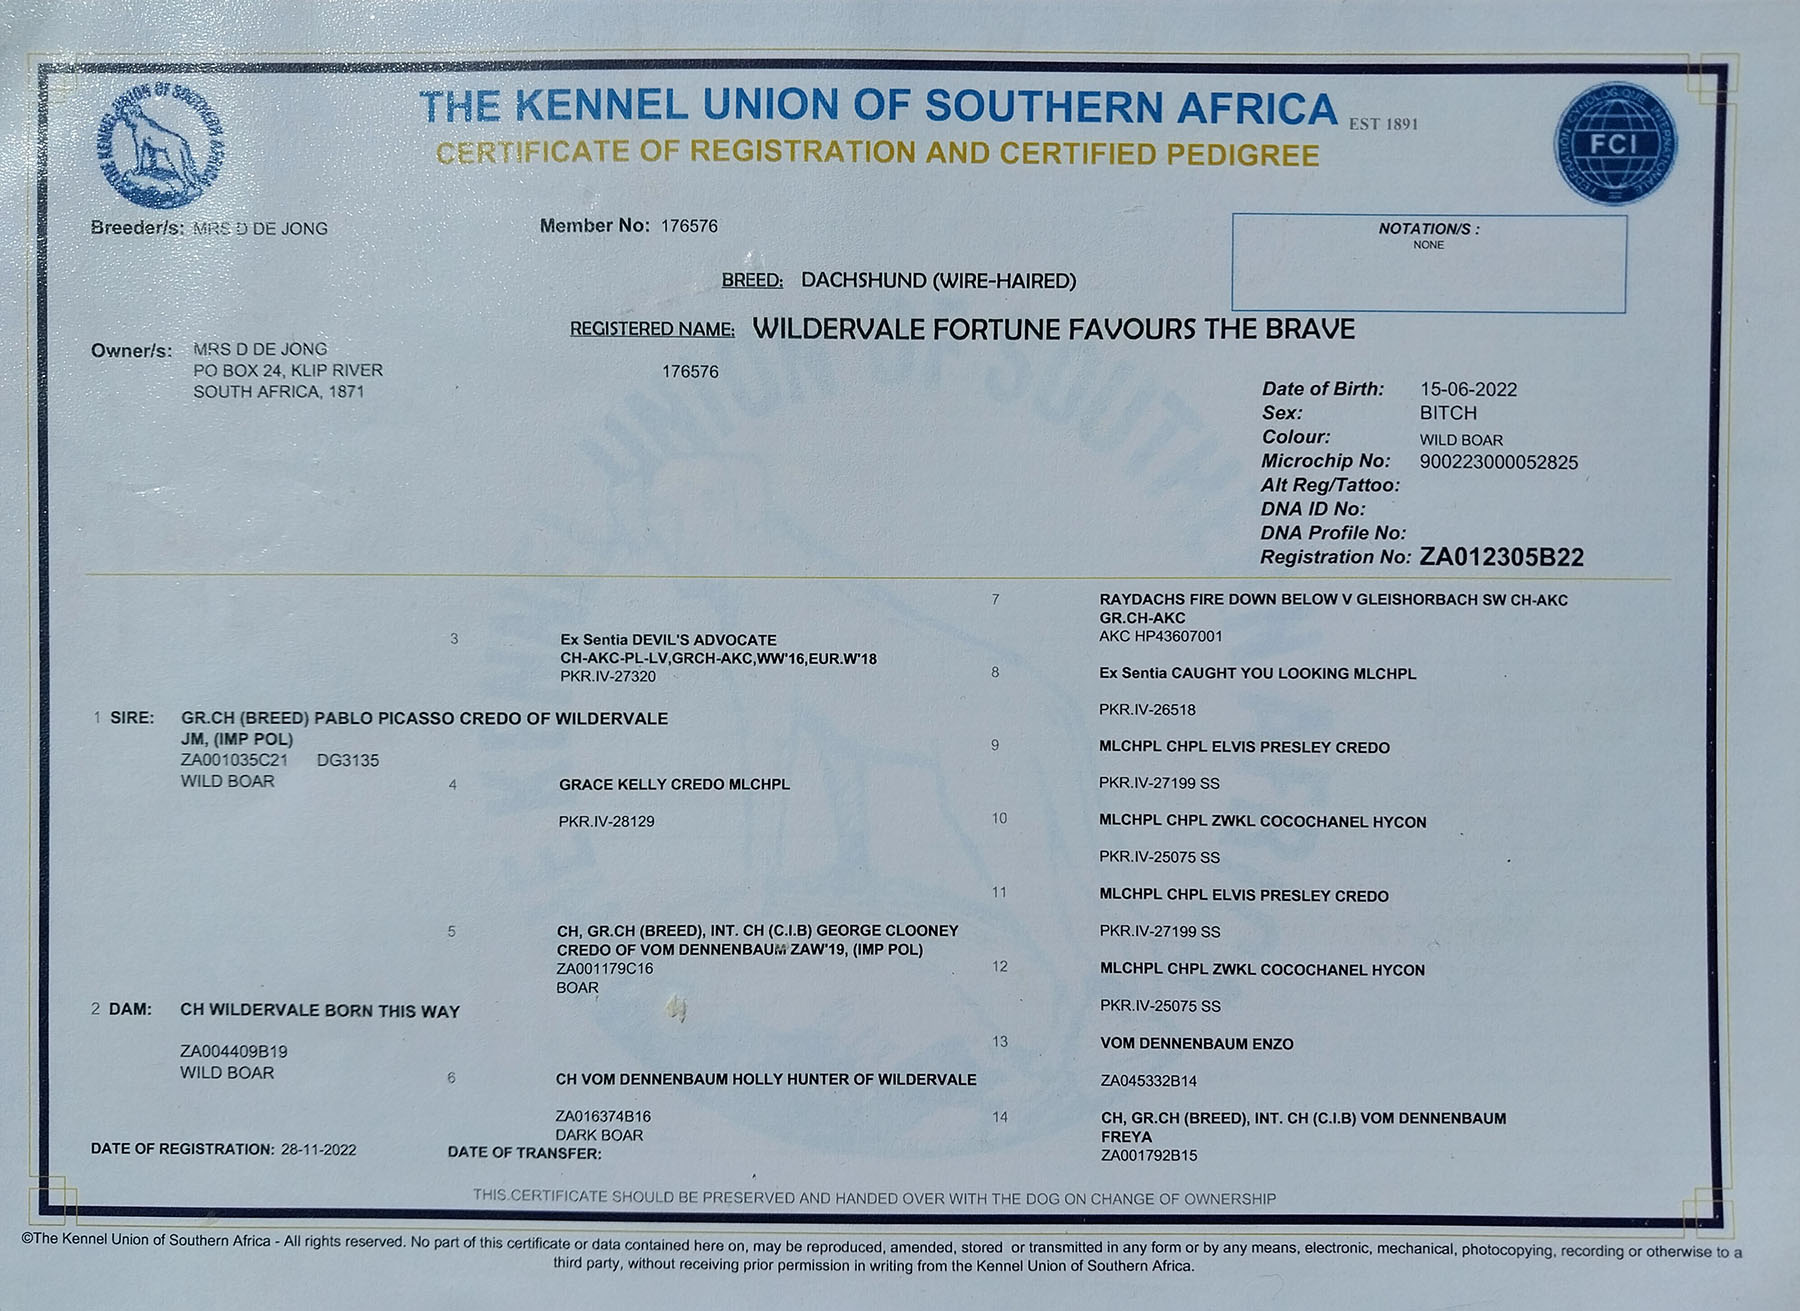 THE KENNEL UNION OF SOUTHERN AFRICA EST 1891
CERTIFICATE OF REGISTRATION AND CERTIFIED PEDIGREE
THE KENNEL UNION OF SOUTHERN AFRICA
FEDERATION CYNOLOGIQUE INTERNATIONALE
FCI
Breeder/s: MRS D DE JONG
Member No: 176576
NOTATION/S :
NONE
BREED: DACHSHUND (WIRE-HAIRED)
REGISTERED NAME: WILDERVALE FORTUNE FAVOURS THE BRAVE
Owner/s: MRS D DE JONG
PO BOX 24, KLIP RIVER
SOUTH AFRICA, 1871
176576
Date of Birth: 15-06-2022
Sex: BITCH
Colour: WILD BOAR
Microchip No: 900223000052825
Alt Reg/Tattoo:
DNA ID No:
DNA Profile No:
Registration No: ZA012305B22
1 SIRE: GR.CH (BREED) PABLO PICASSO CREDO OF WILDERVALE
JM, (IMP POL)
ZA001035C21 DG3135
WILD BOAR
2 DAM: CH WILDERVALE BORN THIS WAY
ZA004409B19
WILD BOAR
3 Ex Sentia DEVIL'S ADVOCATE
CH-AKC-PL-LV,GRCH-AKC,WW'16,EUR.W'18
PKR.IV-27320
4 GRACE KELLY CREDO MLCHPL
PKR.IV-28129
5 CH, GR.CH (BREED), INT. CH (C.I.B) GEORGE CLOONEY
CREDO OF VOM DENNENBAUM ZAW'19, (IMP POL)
ZA001179C16
BOAR
6 CH VOM DENNENBAUM HOLLY HUNTER OF WILDERVALE
ZA016374B16
DARK BOAR
7 RAYDACHS FIRE DOWN BELOW V GLEISHORBACH SW CH-AKC
GR.CH-AKC
AKC HP43607001
8 Ex Sentia CAUGHT YOU LOOKING MLCHPL
PKR.IV-26518
9 MLCHPL CHPL ELVIS PRESLEY CREDO
PKR.IV-27199 SS
10 MLCHPL CHPL ZWKL COCOCHANEL HYCON
PKR.IV-25075 SS
11 MLCHPL CHPL ELVIS PRESLEY CREDO
PKR.IV-27199 SS
12 MLCHPL CHPL ZWKL COCOCHANEL HYCON
PKR.IV-25075 SS
13 VOM DENNENBAUM ENZO
ZA045332B14
14 CH, GR.CH (BREED), INT. CH (C.I.B) VOM DENNENBAUM
FREYA
ZA001792B15
DATE OF REGISTRATION: 28-11-2022
DATE OF TRANSFER:
THIS CERTIFICATE SHOULD BE PRESERVED AND HANDED OVER WITH THE DOG ON CHANGE OF OWNERSHIP
©The Kennel Union of Southern Africa - All rights reserved. No part of this certificate or data contained here on, may be reproduced, amended, stored or transmitted in any form or by any means, electronic, mechanical, photocopying, recording or otherwise to a
third party, without receiving prior permission in writing from the Kennel Union of Southern Africa.